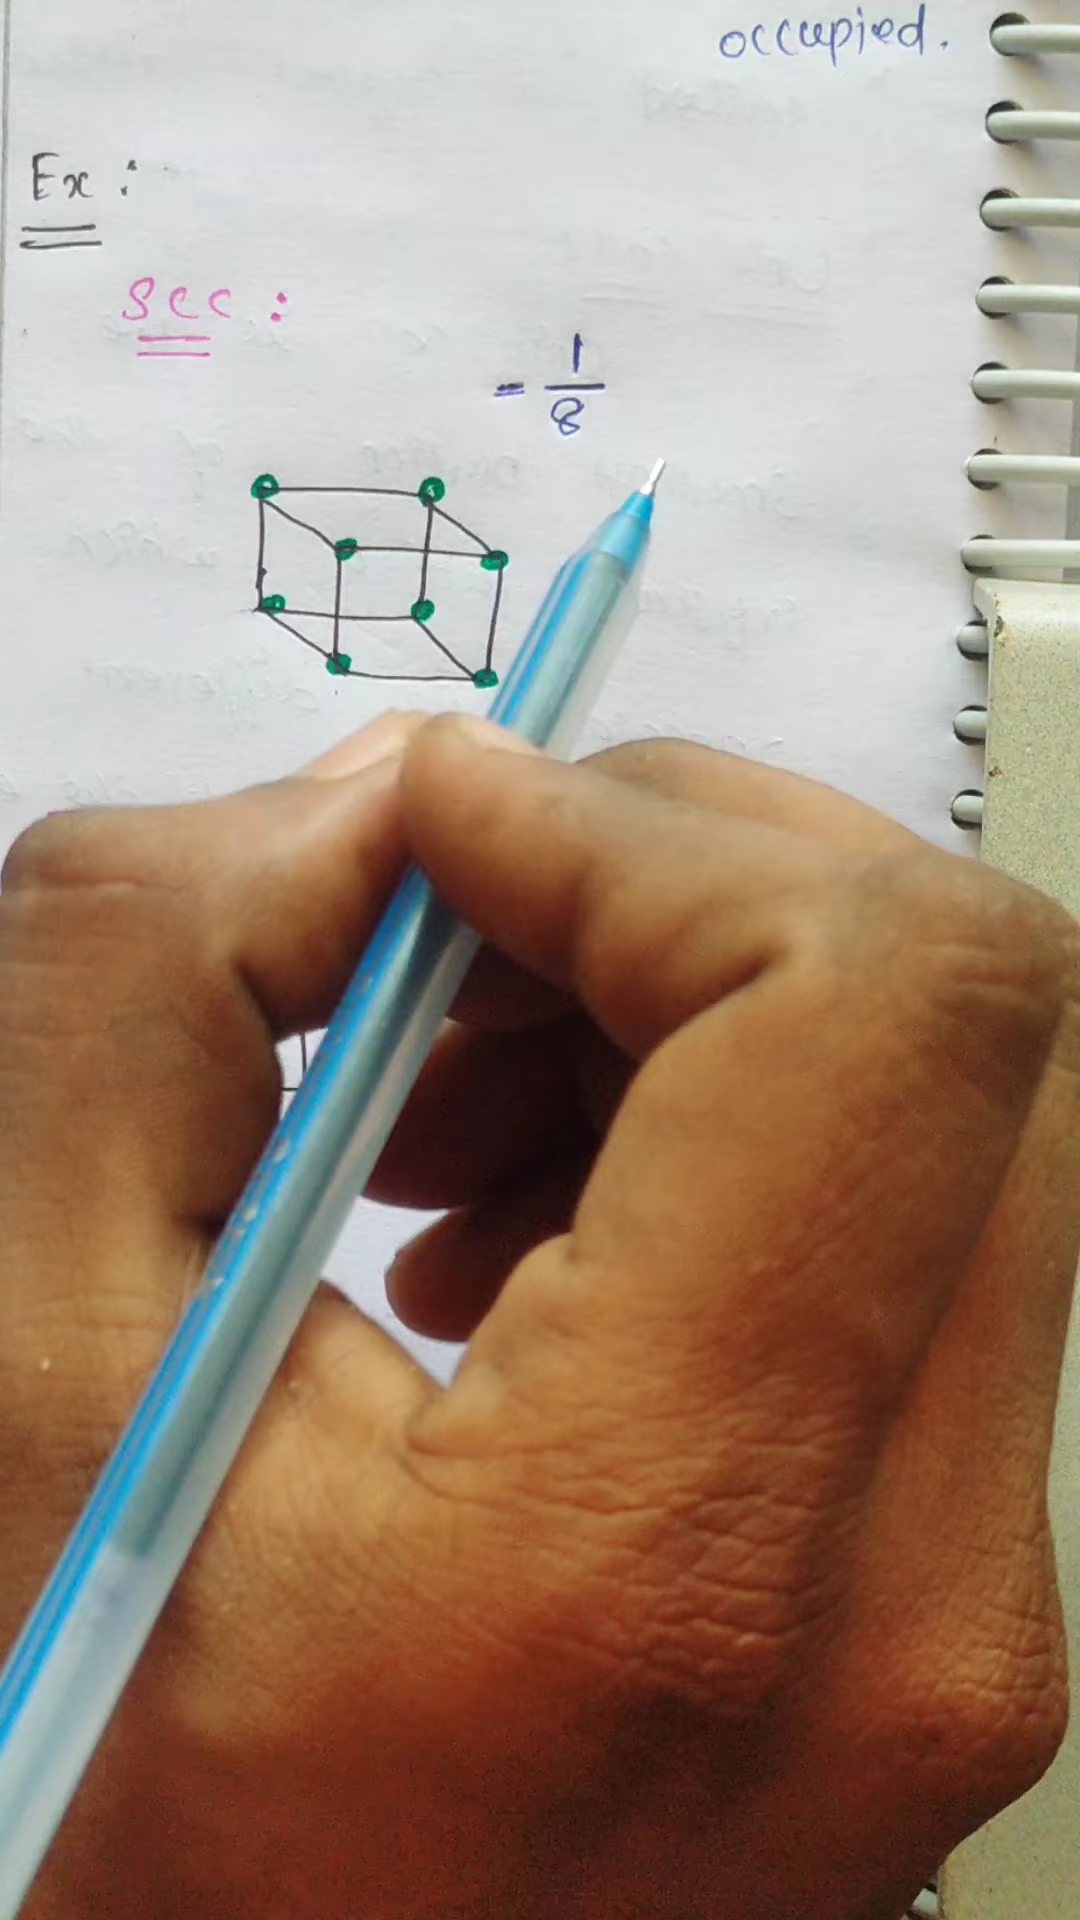 occupied.
Ex :
SCC :
= 1/8